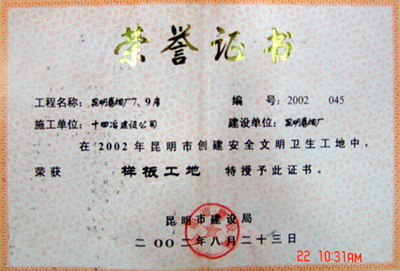 荣誉证书
工程名称:昆明卷烟厂7、9库 编 号:2002 045
施工单位:十四冶建设公司 建设单位:昆明卷烟厂
在2002年昆明市创建安全文明卫生工地中,
荣获 样板工地 特授予此证书。
昆明市建设局
二〇〇二年八月二十三日
22 10:31AM